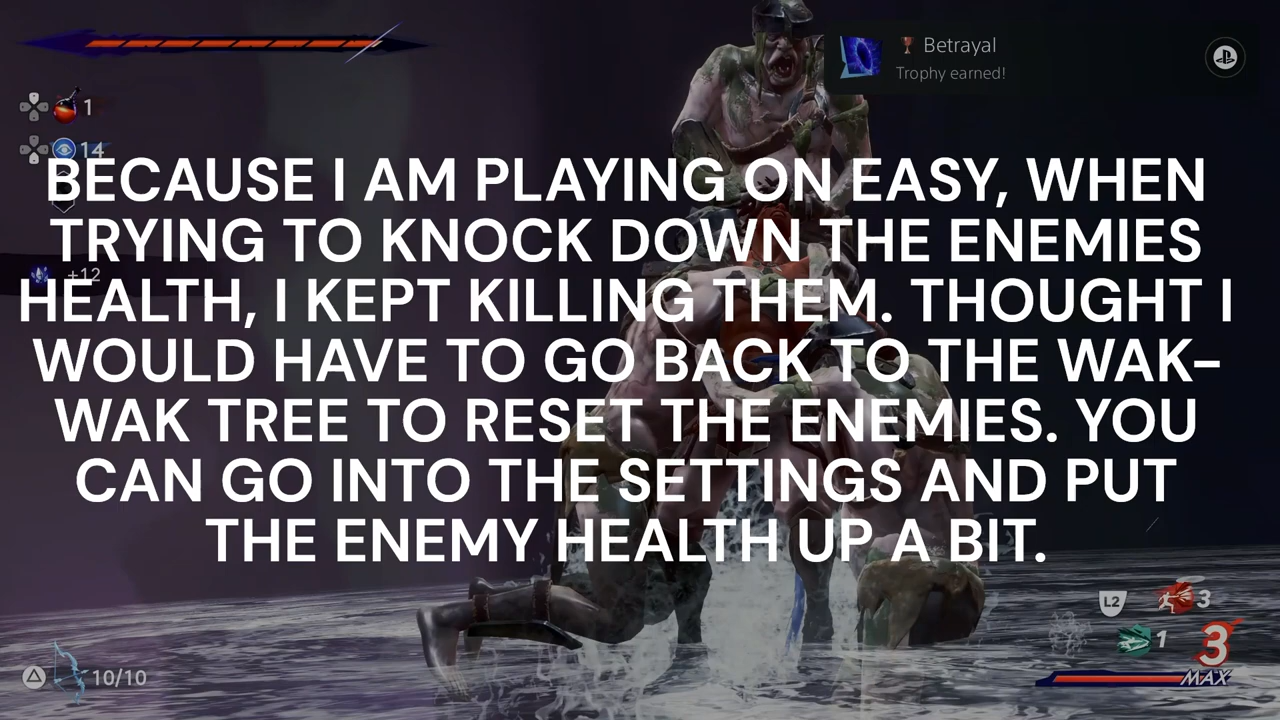 Betrayal
Trophy earned!
1
14
+12
BECAUSE I AM PLAYING ON EASY, WHEN
TRYING TO KNOCK DOWN THE ENEMIES
HEALTH, I KEPT KILLING THEM. THOUGHT I
WOULD HAVE TO GO BACK TO THE WAK-
WAK TREE TO RESET THE ENEMIES. YOU
CAN GO INTO THE SETTINGS AND PUT
THE ENEMY HEALTH UP A BIT.
L2
3
1
3
MAX
10/10